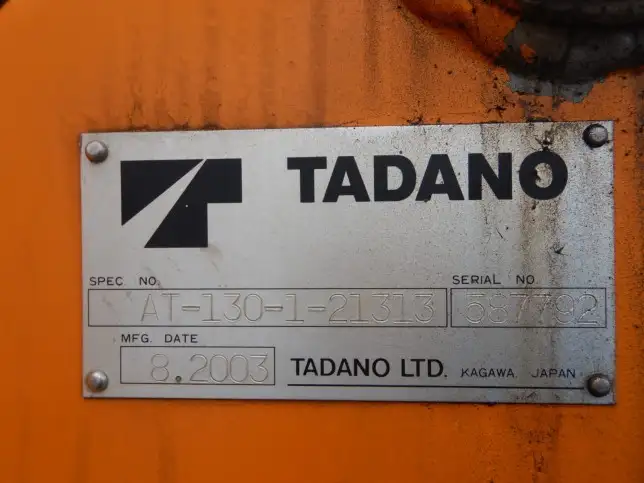 TADANO
SPEC NO. SERIAL NO
AT-130-1-21313 587792
MFG. DATE
8.2003 TADANO LTD. KAGAWA, JAPAN